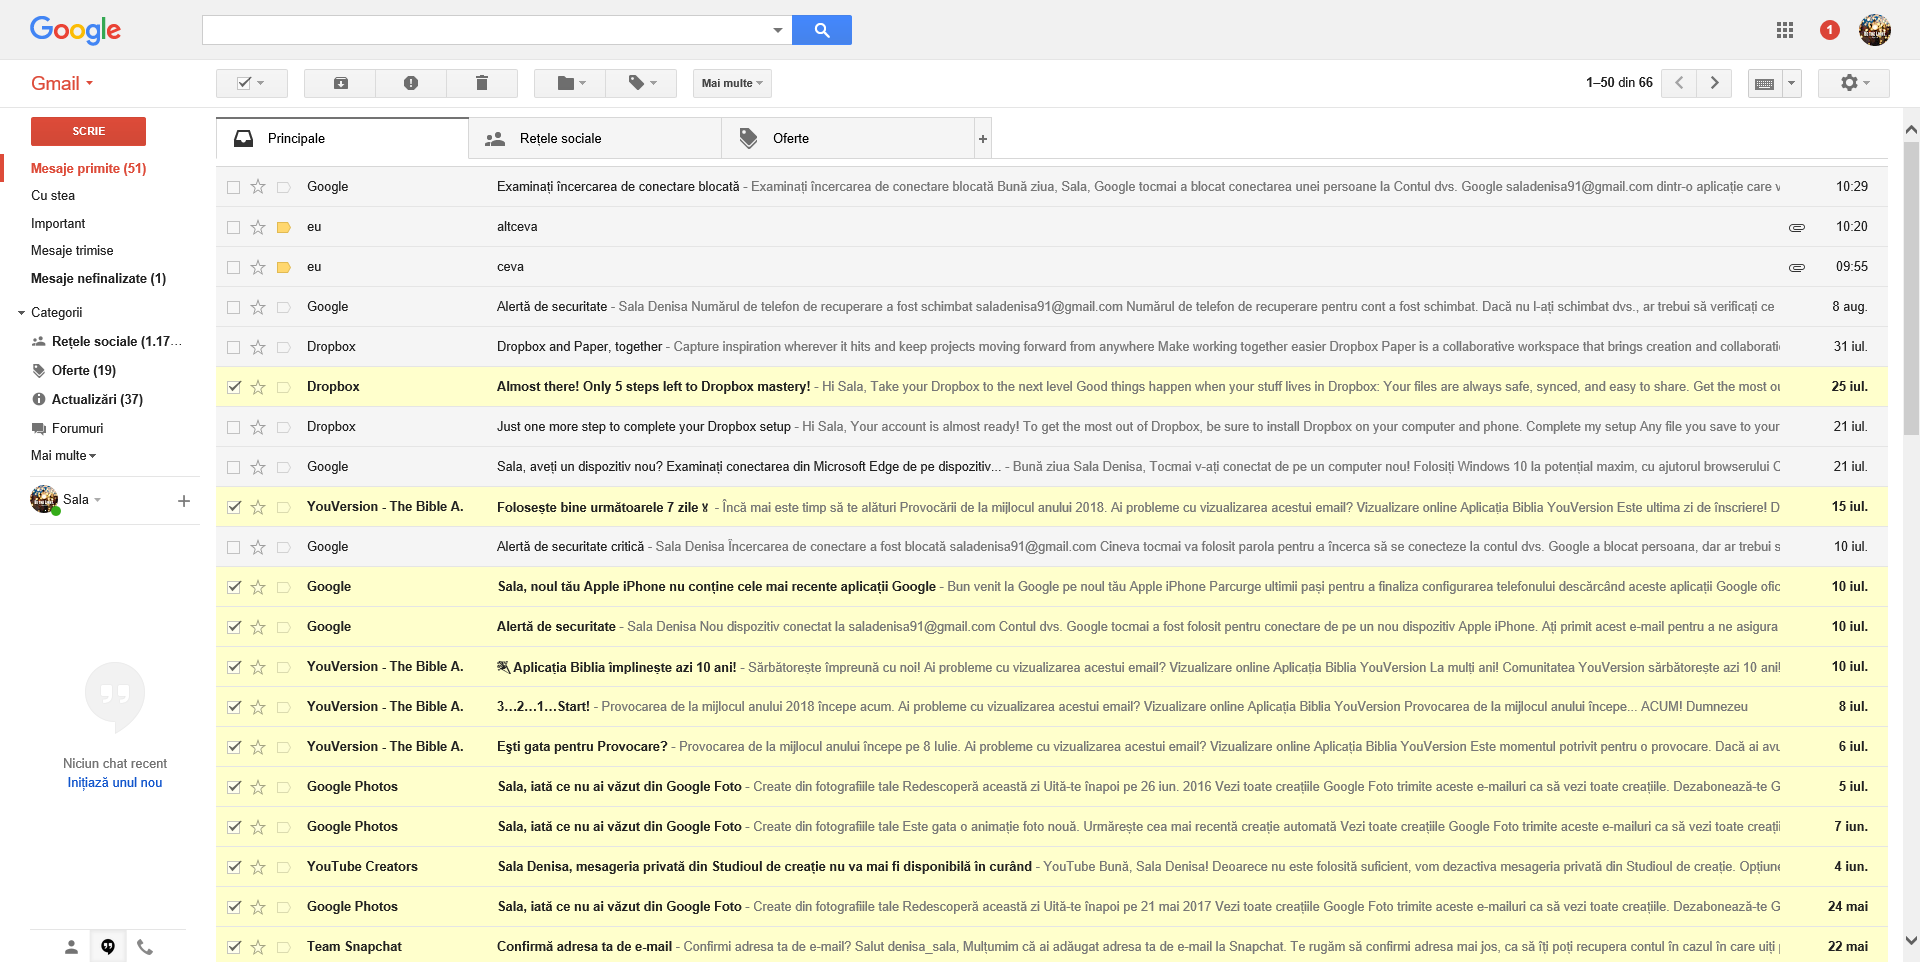 Google
1
Gmail
Mai multe
1–50 din 66
SCRIE
Mesaje primite (51)
Cu stea
Important
Mesaje trimise
Mesaje nefinalizate (1)
Categorii
Rețele sociale (1.17…
Oferte (19)
Actualizări (37)
Forumuri
Mai multe
Sala
Niciun chat recent
Inițiază unul nou
Principale
Rețele sociale
Oferte
+
Google Examinați încercarea de conectare blocată - Examinați încercarea de conectare blocată Bună ziua, Sala, Google tocmai a blocat conectarea unei persoane la Contul dvs. Google saladenisa91@gmail.com dintr-o aplicație care 10:29
eu altceva 10:20
eu ceva 09:55
Google Alertă de securitate - Sala Denisa Numărul de telefon de recuperare a fost schimbat saladenisa91@gmail.com Numărul de telefon de recuperare pentru cont a fost schimbat. Dacă nu l-ați schimbat dvs., ar trebui să verificați ce 8 aug.
Dropbox Dropbox and Paper, together - Capture inspiration wherever it hits and keep projects moving forward from anywhere Make working together easier Dropbox Paper is a collaborative workspace that brings creation and collaborati 31 iul.
Dropbox Almost there! Only 5 steps left to Dropbox mastery! - Hi Sala, Take your Dropbox to the next level Good things happen when your stuff lives in Dropbox: Your files are always safe, synced, and easy to share. Get the most ou 25 iul.
Dropbox Just one more step to complete your Dropbox setup - Hi Sala, Your account is almost ready! To get the most out of Dropbox, be sure to install Dropbox on your computer and phone. Complete my setup Any file you save to your 21 iul.
Google Sala, aveți un dispozitiv nou? Examinați conectarea din Microsoft Edge de pe dispozitiv... - Bună ziua Sala Denisa, Tocmai v-ați conectat de pe un computer nou! Folosiți Windows 10 la potențial maxim, cu ajutorul browserului C 21 iul.
YouVersion - The Bible A. Folosește bine următoarele 7 zile - Încă mai este timp să te alături Provocării de la mijlocul anului 2018. Ai probleme cu vizualizarea acestui email? Vizualizare online Aplicația Biblia YouVersion Este ultima zi de înscriere! D 15 iul.
Google Alertă de securitate critică - Sala Denisa Încercarea de conectare a fost blocată saladenisa91@gmail.com Cineva tocmai va folosit parola pentru a încerca să se conecteze la contul dvs. Google a blocat persoana, dar ar trebui s 10 iul.
Google Sala, noul tău Apple iPhone nu conține cele mai recente aplicații Google - Bun venit la Google pe noul tău Apple iPhone Parcurge ultimii pași pentru a finaliza configurarea telefonului descărcând aceste aplicații Google ofic 10 iul.
Google Alertă de securitate - Sala Denisa Nou dispozitiv conectat la saladenisa91@gmail.com Contul dvs. Google tocmai a fost folosit pentru conectare de pe un nou dispozitiv Apple iPhone. Ați primit acest e-mail pentru a ne asigura 10 iul.
YouVersion - The Bible A. Aplicația Biblia împlinește azi 10 ani! - Sărbătorește împreună cu noi! Ai probleme cu vizualizarea acestui email? Vizualizare online Aplicația Biblia YouVersion La mulți ani! Comunitatea YouVersion sărbătorește azi 10 ani! 10 iul.
YouVersion - The Bible A. 3…2…1…Start! - Provocarea de la mijlocul anului 2018 începe acum. Ai probleme cu vizualizarea acestui email? Vizualizare online Aplicația Biblia YouVersion Provocarea de la mijlocul anului începe... ACUM! Dumnezeu 8 iul.
YouVersion - The Bible A. Eşti gata pentru Provocare? - Provocarea de la mijlocul anului începe pe 8 Iulie. Ai probleme cu vizualizarea acestui email? Vizualizare online Aplicația Biblia YouVersion Este momentul potrivit pentru o provocare. Dacă ai avu 6 iul.
Google Photos Sala, iată ce nu ai văzut din Google Foto - Create din fotografiile tale Redescoperă această zi Uită-te înapoi pe 26 iun. 2016 Vezi toate creațiile Google Foto trimite aceste e-mailuri ca să vezi toate creațiile. Dezabonează-te G 5 iul.
Google Photos Sala, iată ce nu ai văzut din Google Foto - Create din fotografiile tale Este gata o animație foto nouă. Urmărește cea mai recentă creație automată Vezi toate creațiile Google Foto trimite aceste e-mailuri ca să vezi toate creații 7 iun.
YouTube Creators Sala Denisa, mesageria privată din Studioul de creație nu va mai fi disponibilă în curând - YouTube Bună, Sala Denisa! Deoarece nu este folosită suficient, vom dezactiva mesageria privată din Studioul de creație. Opțiune 4 iun.
Google Photos Sala, iată ce nu ai văzut din Google Foto - Create din fotografiile tale Redescoperă această zi Uită-te înapoi pe 21 mai 2017 Vezi toate creațiile Google Foto trimite aceste e-mailuri ca să vezi toate creațiile. Dezabonează-te G 24 mai
Team Snapchat Confirmă adresa ta de e-mail - Confirmi adresa ta de e-mail? Salut denisa_sala, Mulțumim că ai adăugat adresa ta de e-mail la Snapchat. Te rugăm să confirmi adresa mai jos, ca să îți poți recupera contul în cazul în care uiți 22 mai